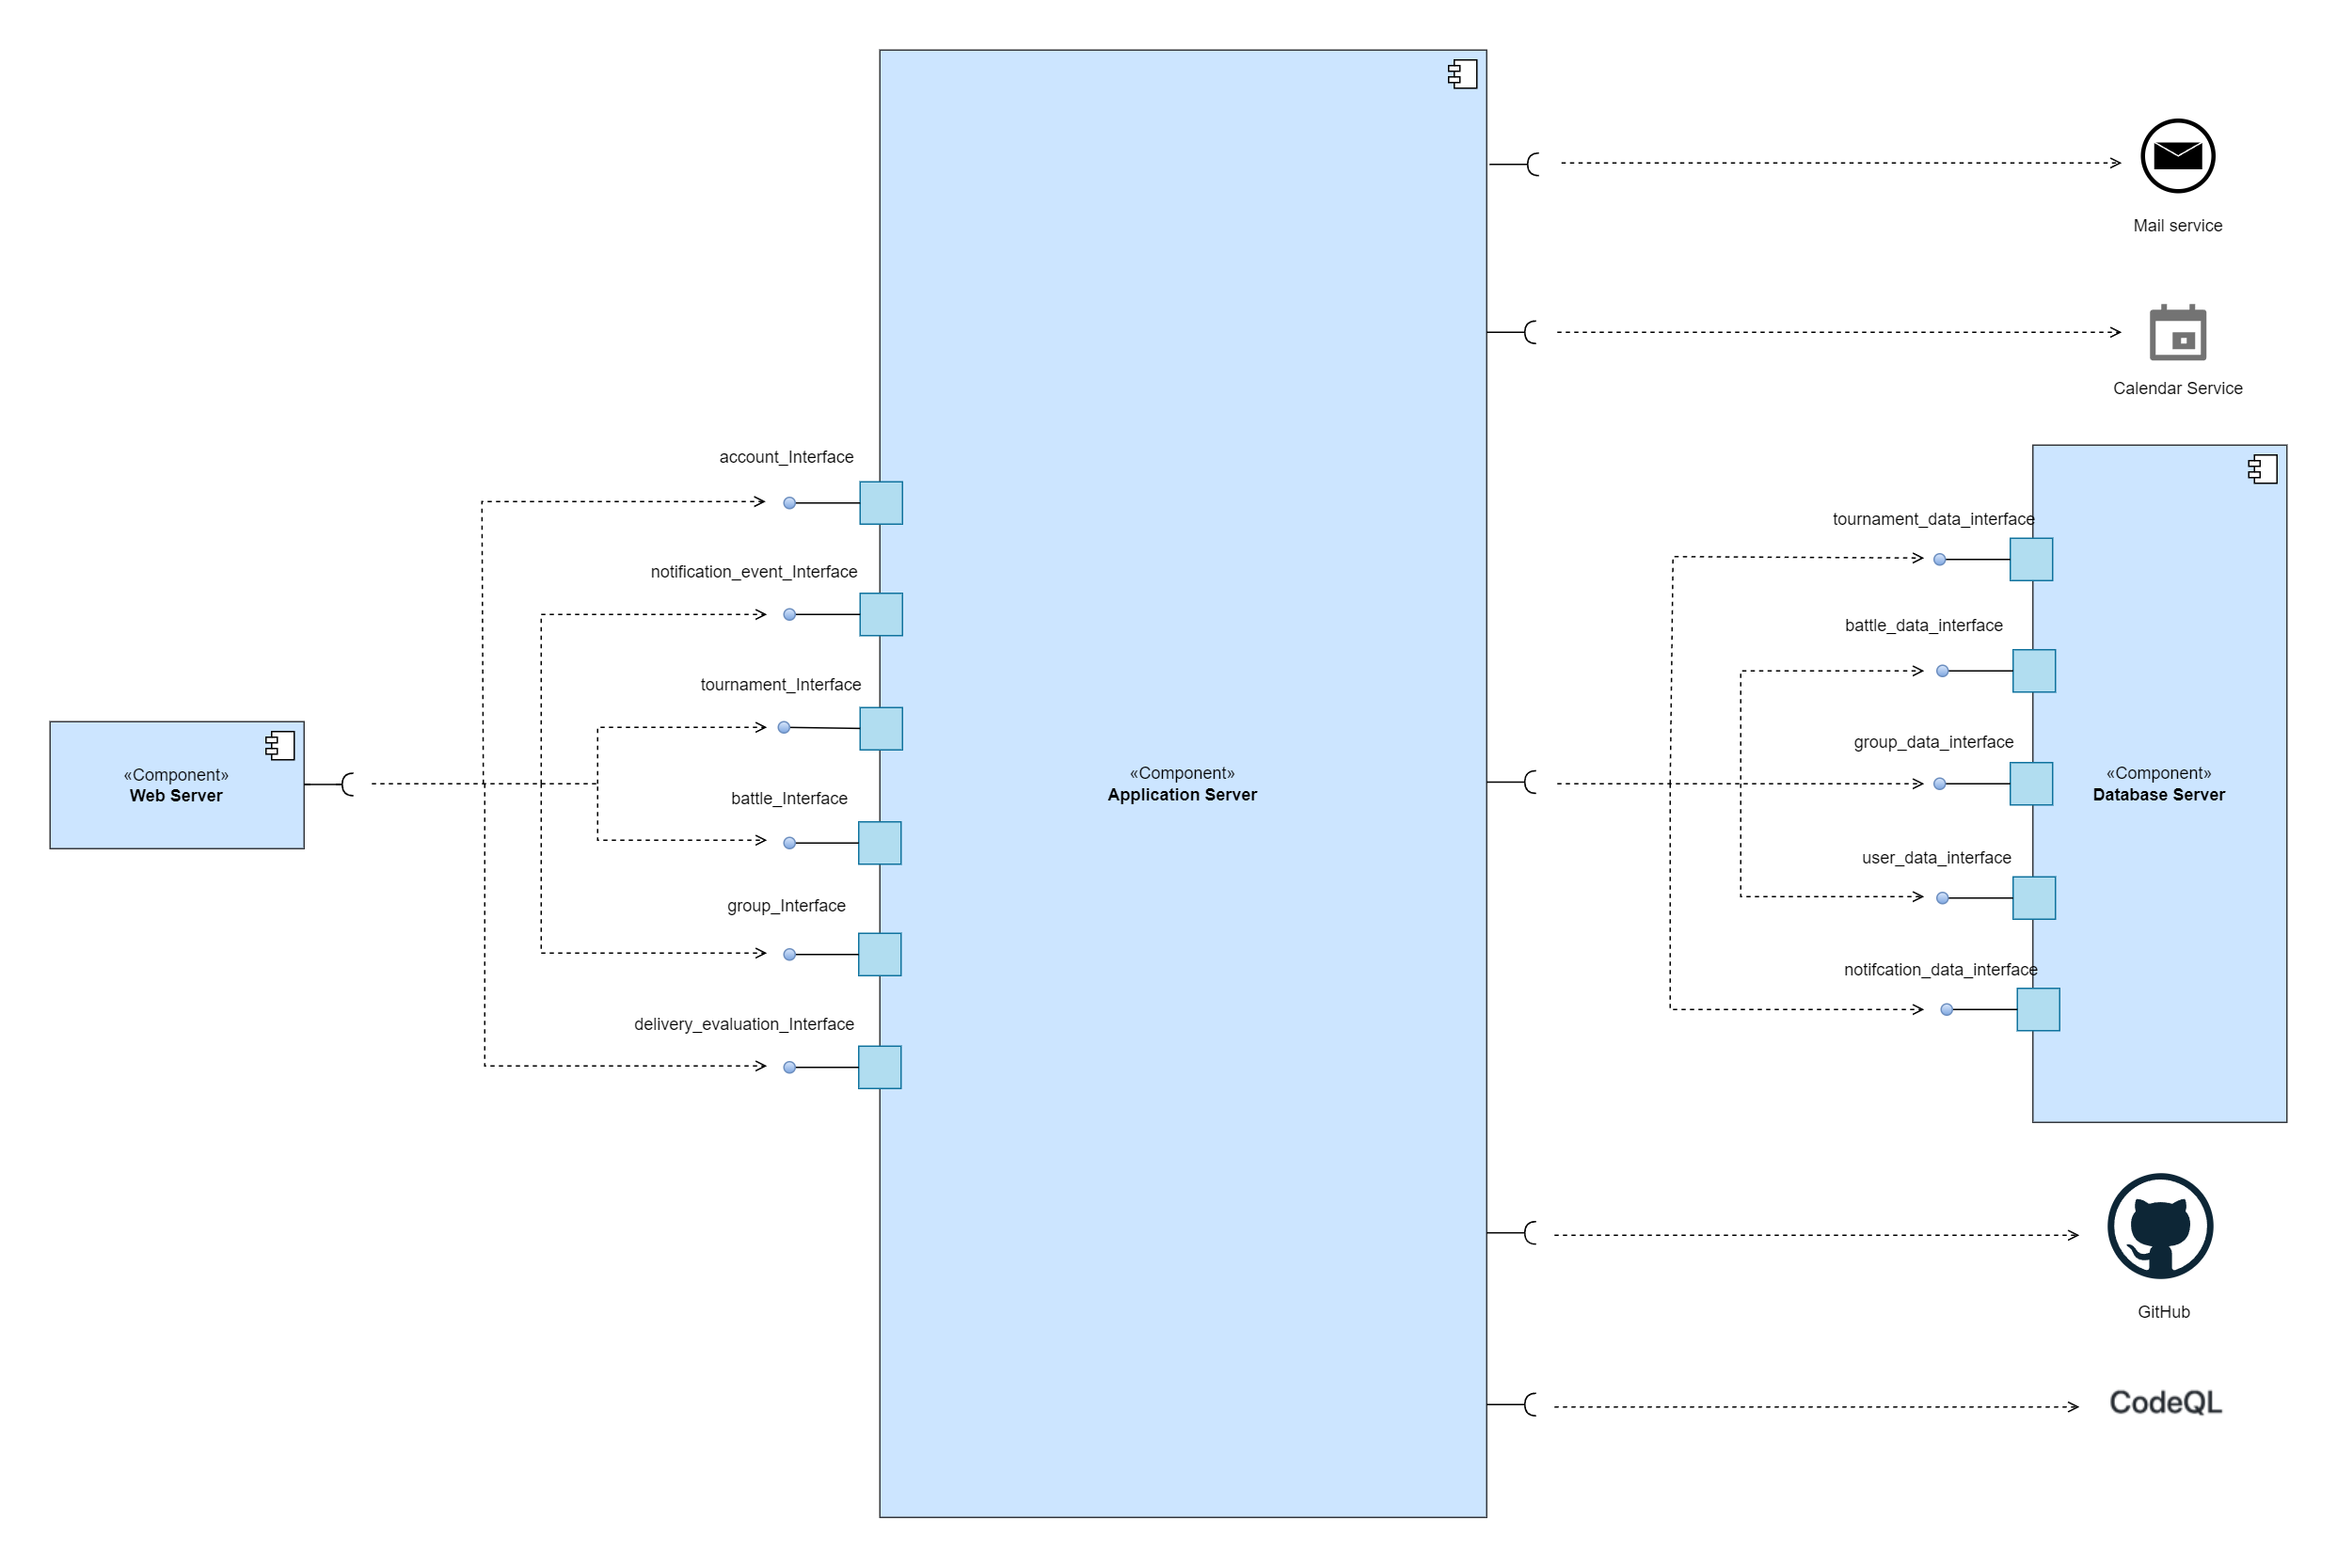 Mail service
Calendar Service
account_Interface
notification_event_Interface
tournament_Interface
battle_Interface
group_Interface
delivery_evaluation_Interface
«Component»
Web Server
«Component»
Application Server
tournament_data_interface
battle_data_interface
group_data_interface
user_data_interface
notifcation_data_interface
«Component»
Database Server
GitHub
CodeQL